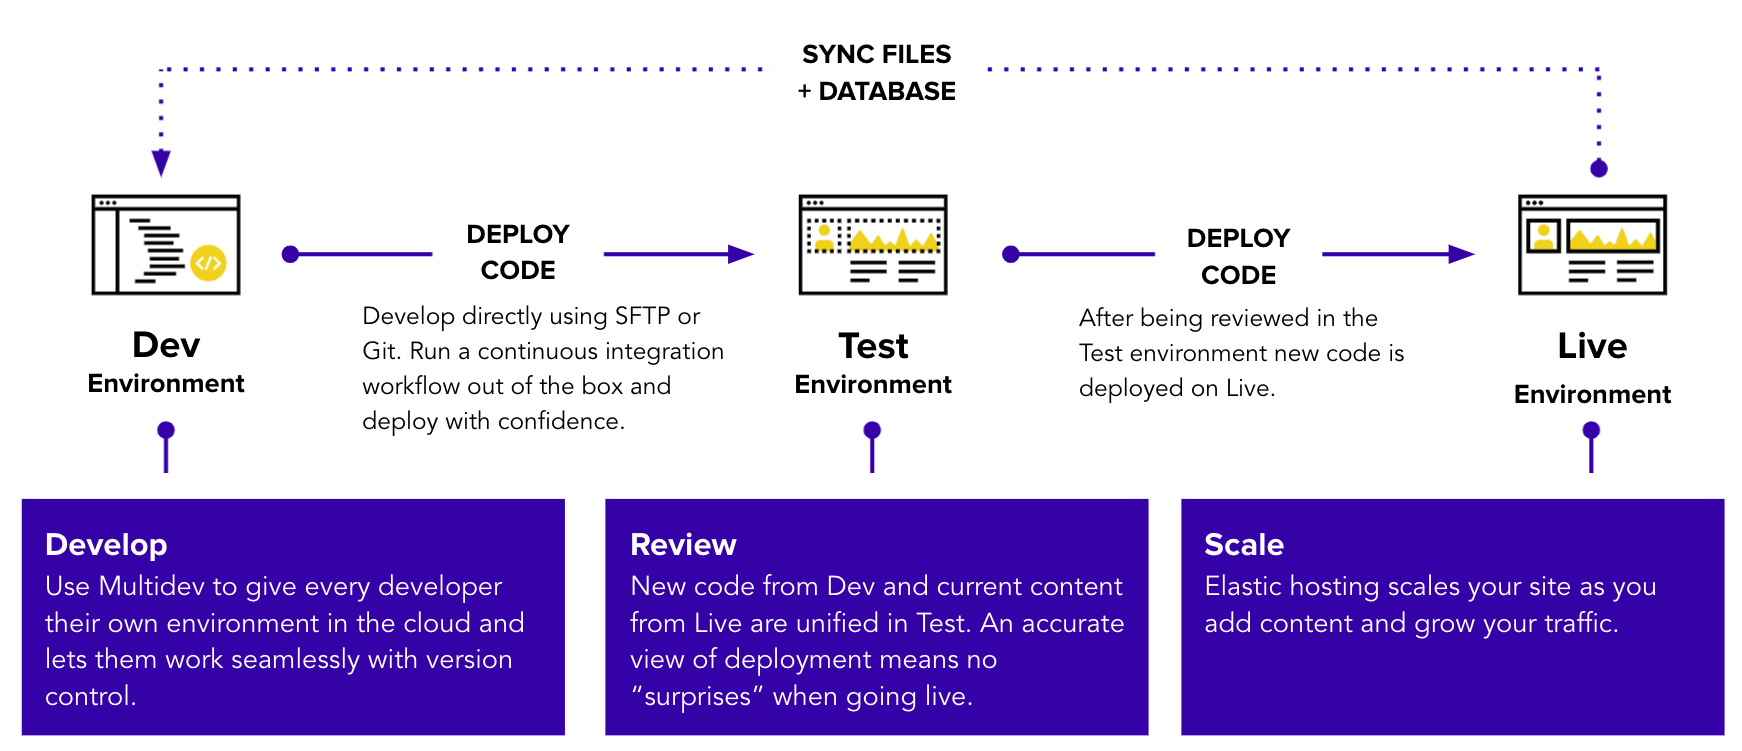 SYNC FILES
+ DATABASE
DEPLOY
CODE
Develop directly using SFTP or
Git. Run a continuous integration
workflow out of the box and
deploy with confidence.
DEPLOY
CODE
After being reviewed in the
Test environment new code is
deployed on Live.
Dev
Environment
Test
Environment
Live
Environment
Develop
Use Multidev to give every developer
their own environment in the cloud and
lets them work seamlessly with version
control.
Review
New code from Dev and current content
from Live are unified in Test. An accurate
view of deployment means no
“surprises” when going live.
Scale
Elastic hosting scales your site as you
add content and grow your traffic.